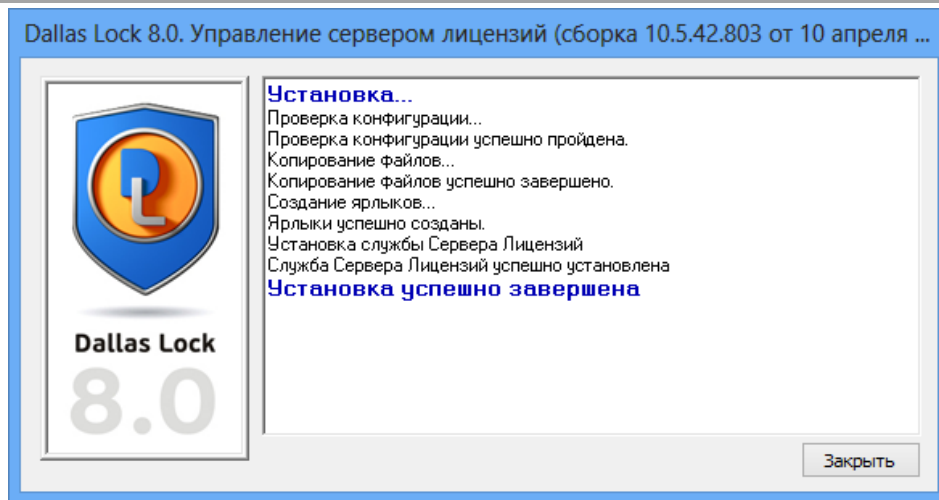 Dallas Lock 8.0. Управление сервером лицензий (сборка 10.5.42.803 от 10 апреля ...
Установка...
Проверка конфигурации...
Проверка конфигурации успешно пройдена.
Копирование файлов...
Копирование файлов успешно завершено.
Создание ярлыков...
Ярлыки успешно созданы.
Установка службы Сервера Лицензий
Служба Сервера Лицензий успешно установлена
Установка успешно завершена
DL
Dallas Lock
8.0
Закрыть